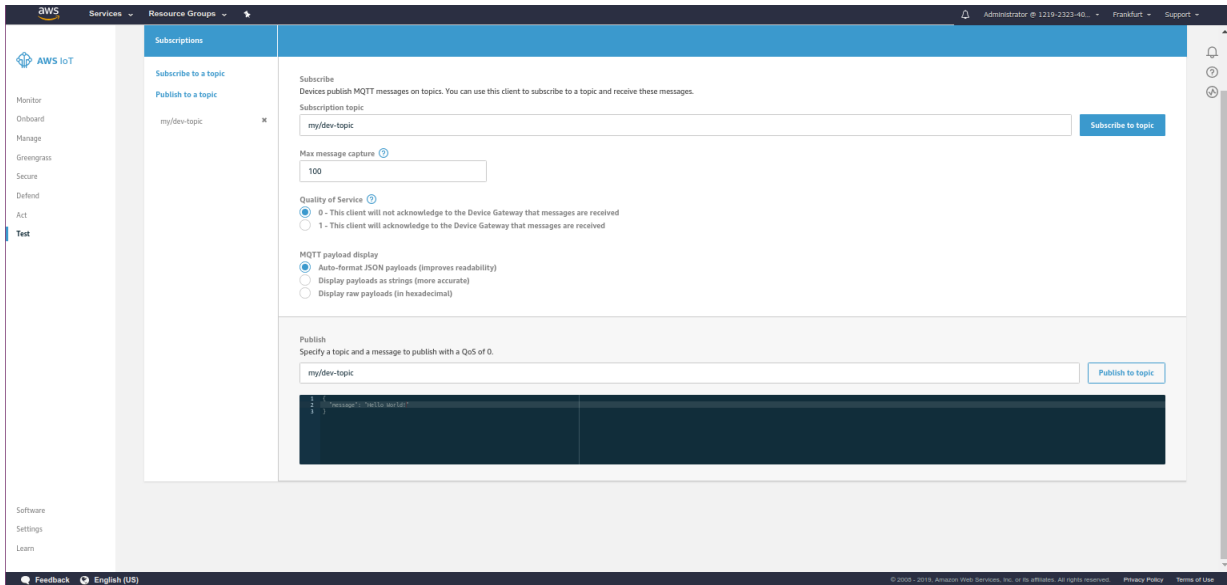 aws Services Resource Groups Administrator @ 1219-2323-40... Frankfurt Support
AWS IoT
Monitor
Onboard
Manage
Greengrass
Secure
Defend
Act
Test
Software
Settings
Learn
Subscriptions
Subscribe to a topic
Publish to a topic
my/dev-topic
Subscribe
Devices publish MQTT messages on topics. You can use this client to subscribe to a topic and receive these messages.
Subscription topic
my/dev-topic
Subscribe to topic
Max message capture
100
Quality of Service
0 - This client will not acknowledge to the Device Gateway that messages are received
1 - This client will acknowledge to the Device Gateway that messages are received
MQTT payload display
Auto-format JSON payloads (improves readability)
Display payloads as strings (more accurate)
Display raw payloads (in hexadecimal)
Publish
Specify a topic and a message to publish with a QoS of 0.
my/dev-topic
Publish to topic
1 {
2 "message": "Hello World!"
3 }
Feedback English (US) © 2008 - 2019, Amazon Web Services, Inc. or its affiliates. All rights reserved. Privacy Policy Terms of Use